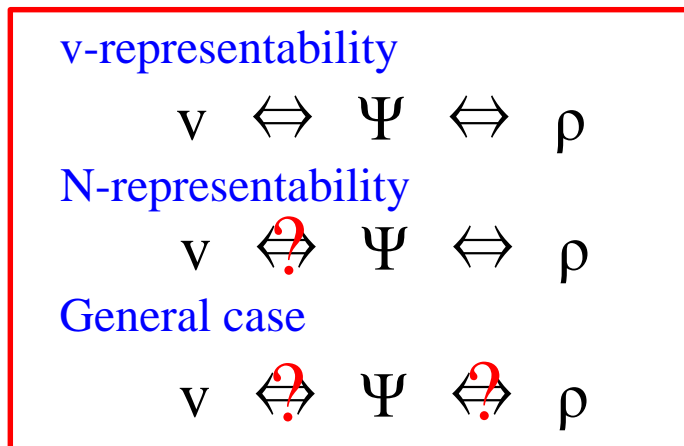 v-representability
v ⇔ Ψ ⇔ ρ
N-representability
v ⇔? Ψ ⇔ ρ
General case
v ⇔? Ψ ⇔? ρ